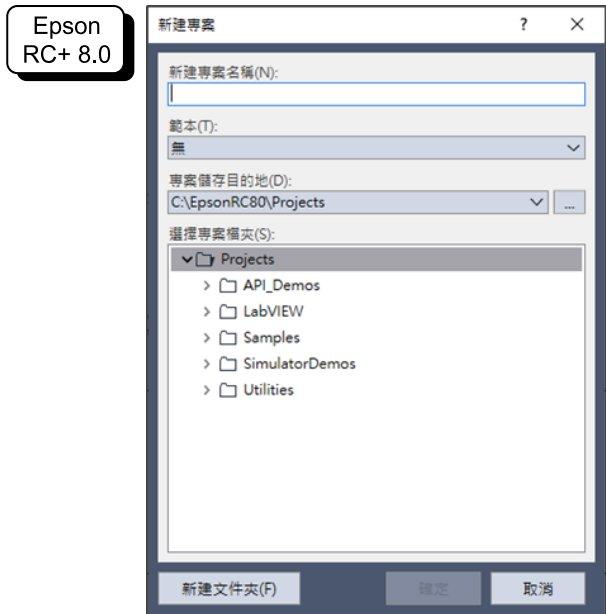 Epson
RC+ 8.0
新建專案
?
新建專案名稱(N):
範本(T):
無
專案儲存目的地(D):
C:\EpsonRC80\Projects
...
選擇專案檔夾(S):
Projects
API_Demos
LabVIEW
Samples
SimulatorDemos
Utilities
新建文件夾(F)
確定
取消